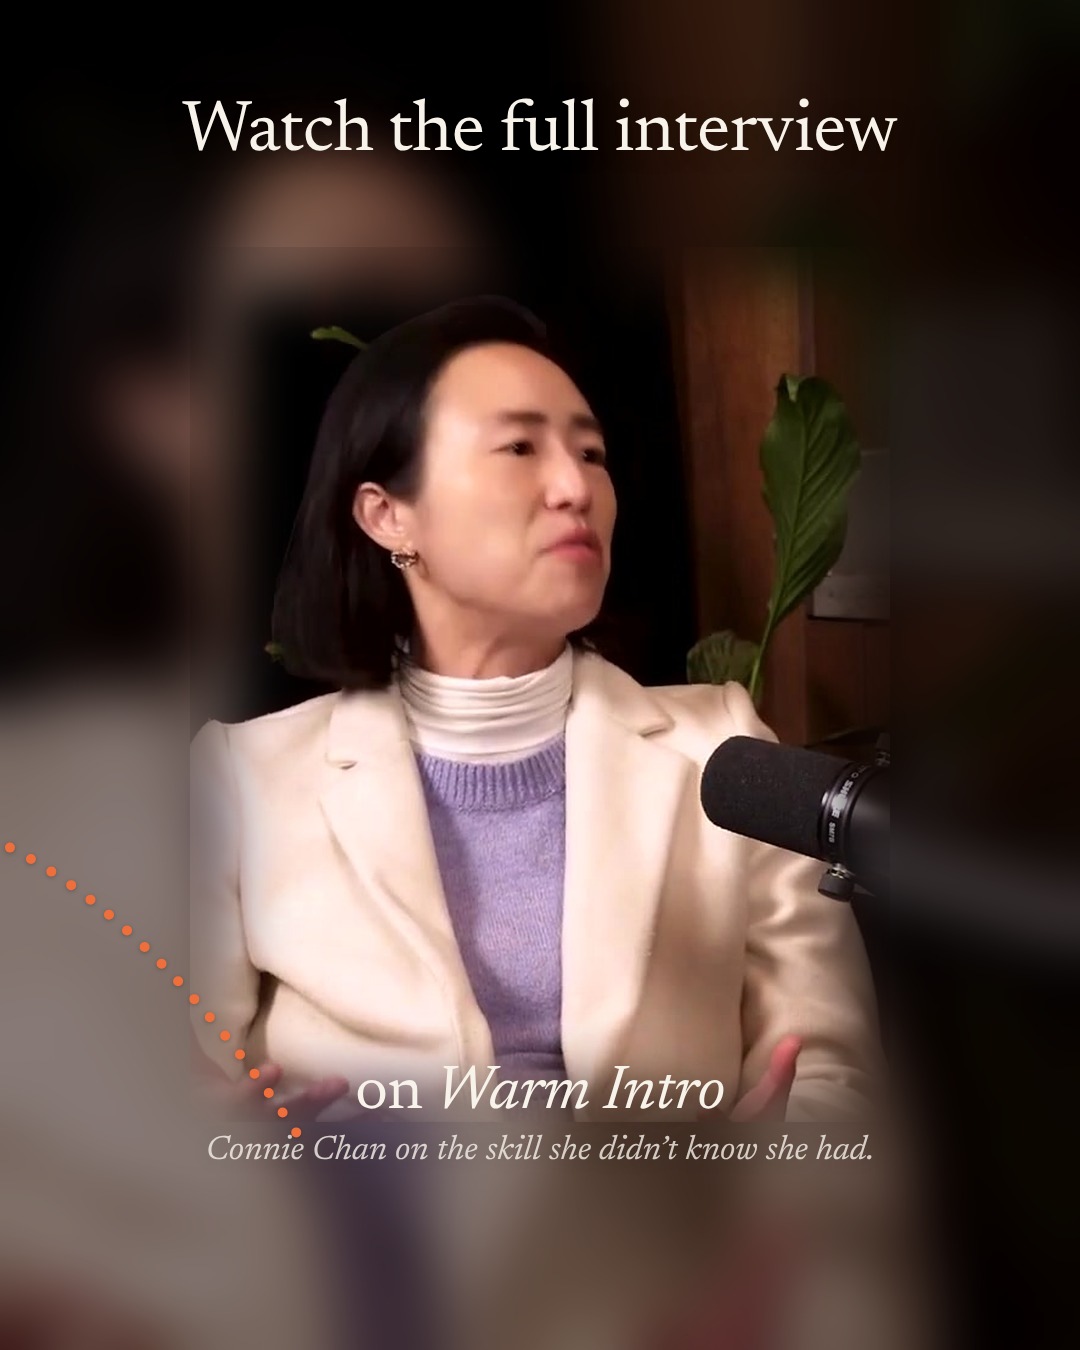 Watch the full interview
on Warm Intro
Connie Chan on the skill she didn’t know she had.